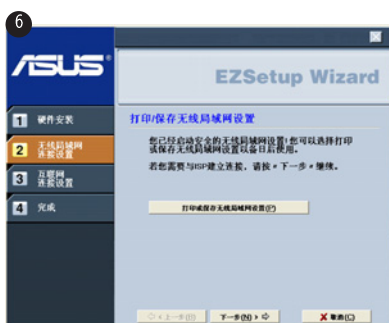 6
ASUS
EZSetup Wizard
1 硬件安装
2 无线局域网
连接设置
3 互联网
连接设置
4 完成
打印/保存无线局域网设置
您已经启动安全的无线局域网设置!您可以选择打印
或保存无线局域网设置以备日后使用。
若您需要与ISP建立连接，请按“下一步”继续。
打印或保存无线局域网设置(P)
<上一步(B)
下一步(N)>
取消(C)